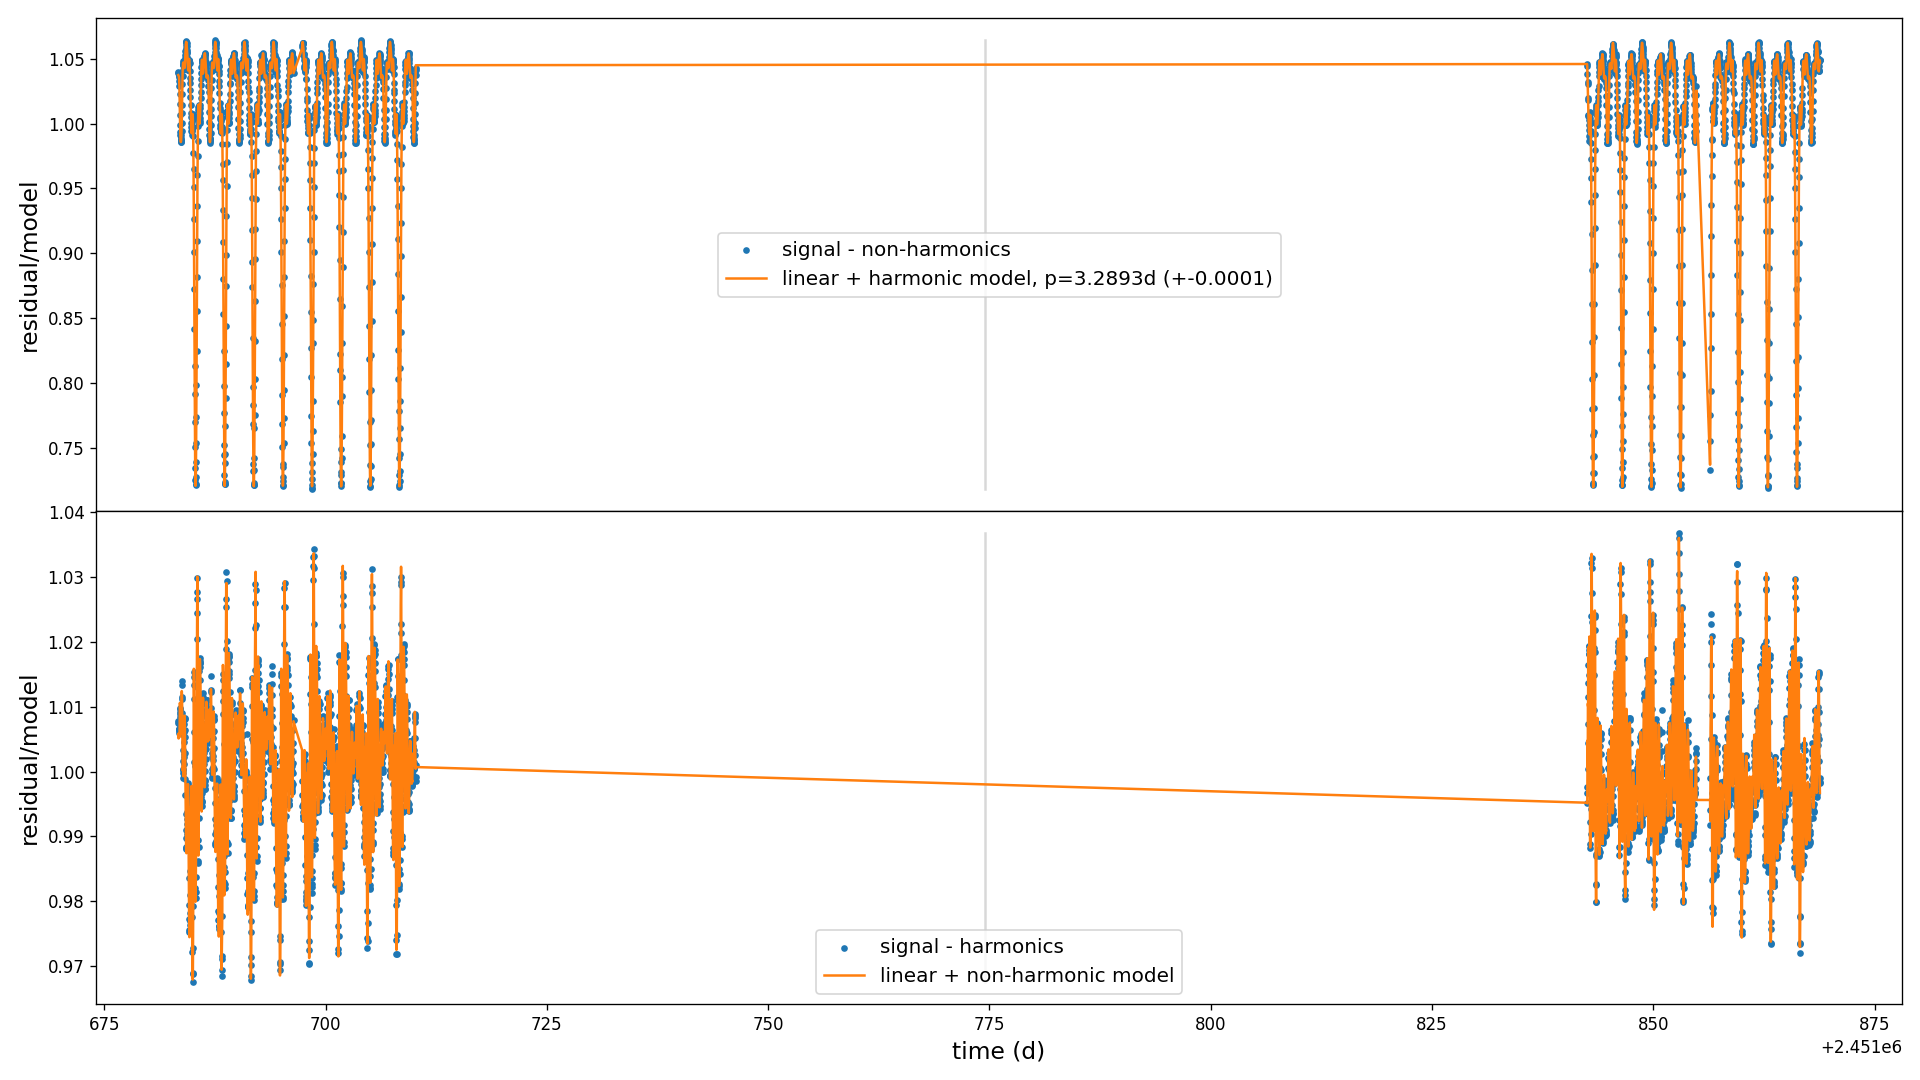 1.05
1.00
0.95
0.90
0.85
0.80
0.75
residual/model
signal - non-harmonics
linear + harmonic model, p=3.2893d (+-0.0001)
1.04
1.03
1.02
1.01
1.00
0.99
0.98
0.97
residual/model
signal - harmonics
linear + non-harmonic model
675 700 725 750 775 800 825 850 875
+2.451e6
time (d)